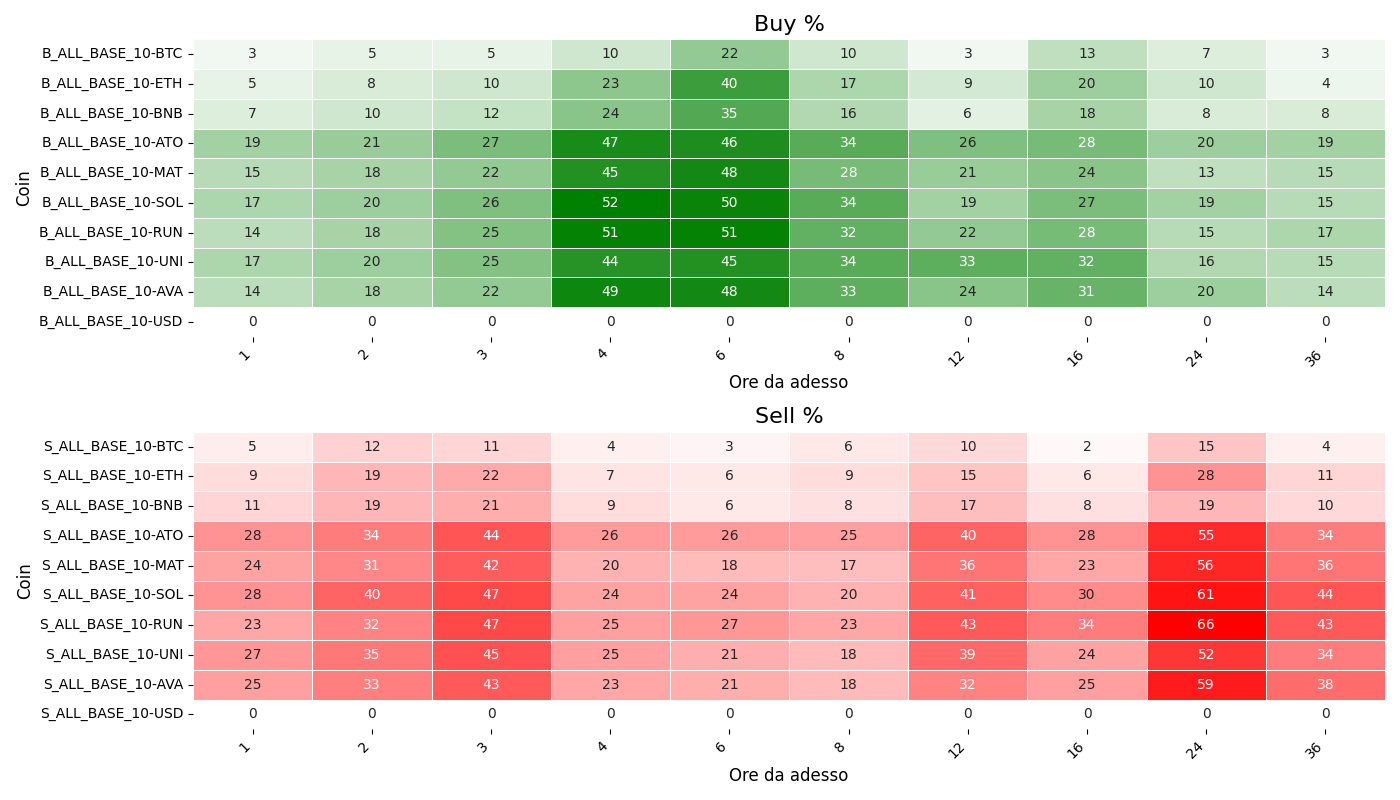 Buy %
Coin
B_ALL_BASE_10-BTC 3 5 5 10 22 10 3 13 7 3
B_ALL_BASE_10-ETH 5 8 10 23 40 17 9 20 10 4
B_ALL_BASE_10-BNB 7 10 12 24 35 16 6 18 8 8
B_ALL_BASE_10-ATO 19 21 27 47 46 34 26 28 20 19
B_ALL_BASE_10-MAT 15 18 22 45 48 28 21 24 13 15
B_ALL_BASE_10-SOL 17 20 26 52 50 34 19 27 19 15
B_ALL_BASE_10-RUN 14 18 25 51 51 32 22 28 15 17
B_ALL_BASE_10-UNI 17 20 25 44 45 34 33 32 16 15
B_ALL_BASE_10-AVA 14 18 22 49 48 33 24 31 20 14
B_ALL_BASE_10-USD 0 0 0 0 0 0 0 0 0 0
1 2 3 4 6 8 12 16 24 36
Ore da adesso
Sell %
Coin
S_ALL_BASE_10-BTC 5 12 11 4 3 6 10 2 15 4
S_ALL_BASE_10-ETH 9 19 22 7 6 9 15 6 28 11
S_ALL_BASE_10-BNB 11 19 21 9 6 8 17 8 19 10
S_ALL_BASE_10-ATO 28 34 44 26 26 25 40 28 55 34
S_ALL_BASE_10-MAT 24 31 42 20 18 17 36 23 56 36
S_ALL_BASE_10-SOL 28 40 47 24 24 20 41 30 61 44
S_ALL_BASE_10-RUN 23 32 47 25 27 23 43 34 66 43
S_ALL_BASE_10-UNI 27 35 45 25 21 18 39 24 52 34
S_ALL_BASE_10-AVA 25 33 43 23 21 18 32 25 59 38
S_ALL_BASE_10-USD 0 0 0 0 0 0 0 0 0 0
1 2 3 4 6 8 12 16 24 36
Ore da adesso